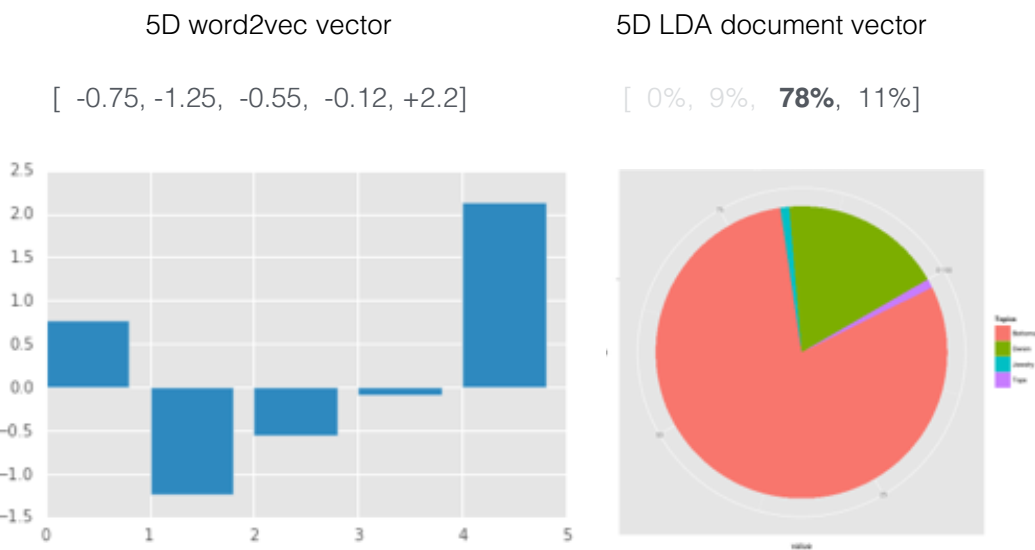 5D word2vec vector
5D LDA document vector
[ -0.75, -1.25, -0.55, -0.12, +2.2]
[ 0%, 9%, 78%, 11%]
2.5
2.0
1.5
1.0
0.5
0.0
−0.5
−1.0
−1.5
0 1 2 3 4 5
Topics
value